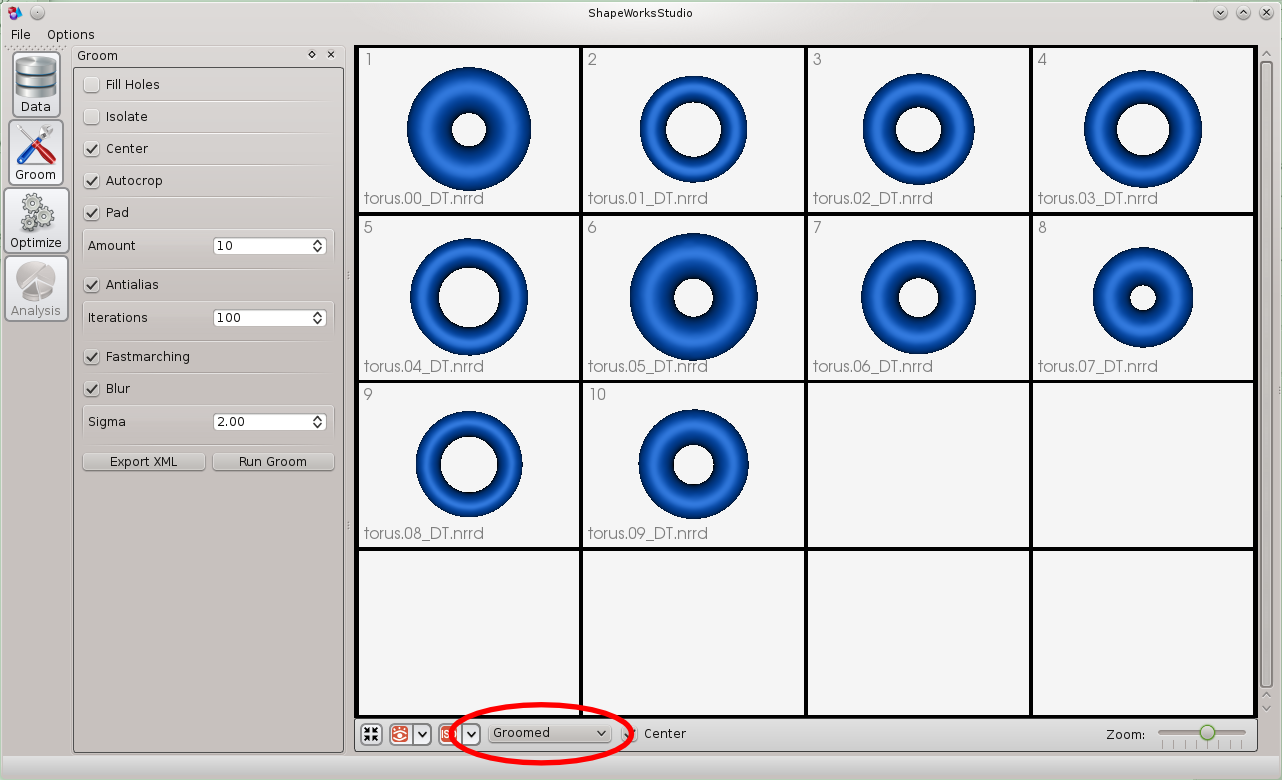 ShapeWorksStudio
File Options
Groom
Data
Groom
Optimize
Analysis
Fill Holes
Isolate
Center
Autocrop
Pad
Amount 10
Antialias
Iterations 100
Fastmarching
Blur
Sigma 2.00
Export XML Run Groom
1 2 3 4
torus.00_DT.nrrd torus.01_DT.nrrd torus.02_DT.nrrd torus.03_DT.nrrd
5 6 7 8
torus.04_DT.nrrd torus.05_DT.nrrd torus.06_DT.nrrd torus.07_DT.nrrd
9 10
torus.08_DT.nrrd torus.09_DT.nrrd
Groomed Center Zoom: